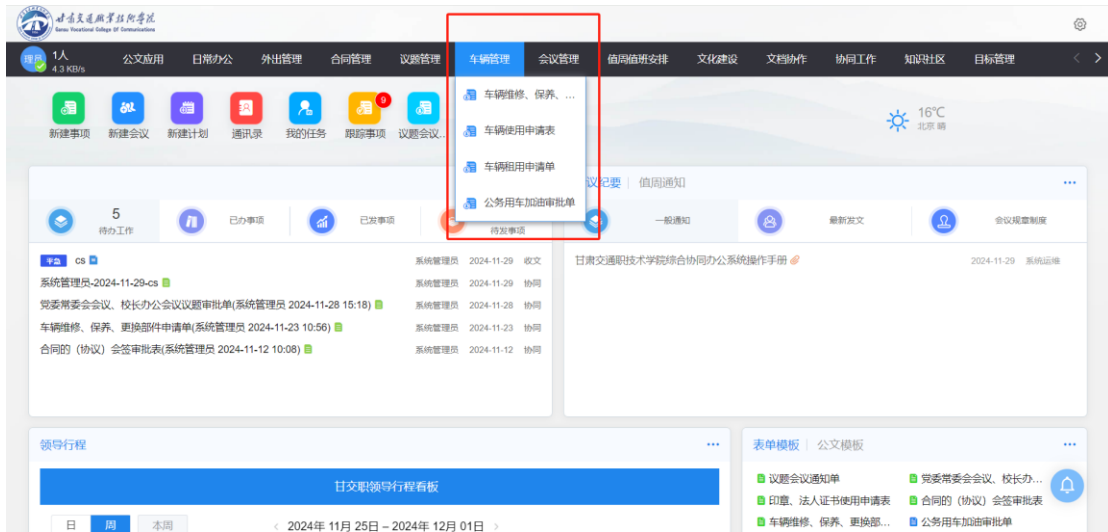 甘肃交通职业技术学院
Gansu Vocational College Of Communications
理员 1人 4.3 KB/s 公文应用 日常办公 外出管理 合同管理 议题管理 车辆管理 会议管理 值周值班安排 文化建设 文档协作 协同工作 知识社区 目标管理
车辆维修、保养、...
车辆使用申请表
车辆租用申请单
公务用车加油审批单
9
新建事项 新建会议 新建计划 通讯录 我的任务 跟踪事项 议题会议...
16°C
北京 晴
议纪要 值周通知
5
待办工作 已办事项 已发事项 待发事项
一般通知 最新发文 会议规章制度
平急 cs 系统管理员 2024-11-29 收文
系统管理员-2024-11-29-cs 系统管理员 2024-11-29 协同
党委常委会会议、校长办公会议议题审批单(系统管理员 2024-11-28 15:18) 系统管理员 2024-11-28 协同
车辆维修、保养、更换部件申请单(系统管理员 2024-11-23 10:56) 系统管理员 2024-11-23 协同
合同的（协议）会签审批表(系统管理员 2024-11-12 10:08) 系统管理员 2024-11-12 协同
甘肃交通职技术学院综合协同办公系统操作手册 2024-11-29 系统运维
领导行程
甘交职领导行程看板
日 周 本周 2024年 11月 25日 – 2024年 12月 01日
表单模板 公文模板
议题会议通知单 党委常委会会议、校长办...
印章、法人证书使用申请表 合同的（协议）会签审批表
车辆维修、保养、更换部... 公务用车加油审批单